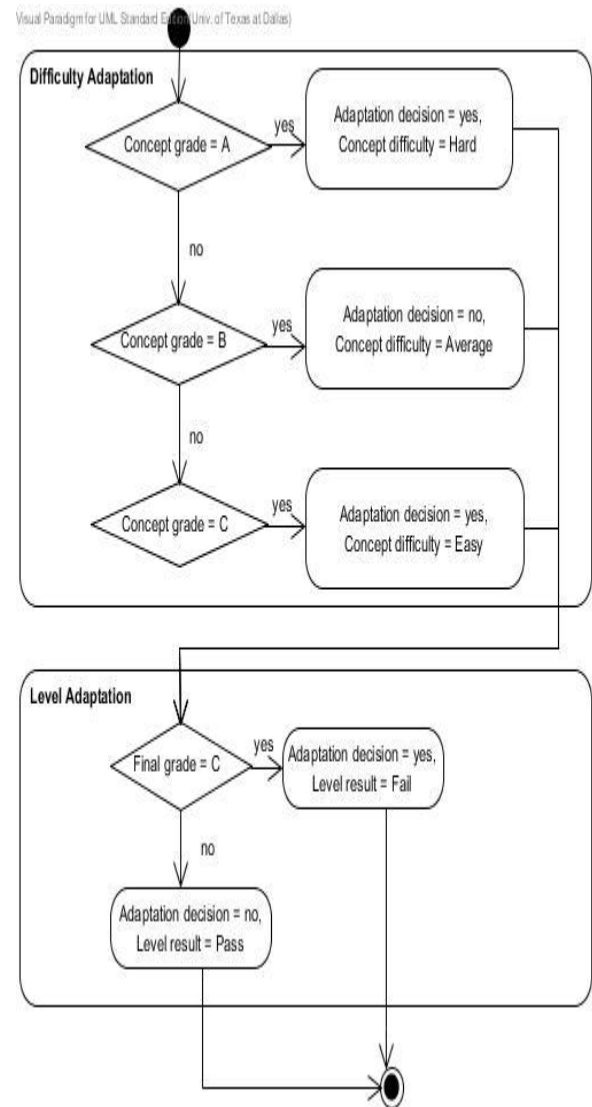 Visual Paradigm for UML Standard Edition(Univ. of Texas at Dallas)
Difficulty Adaptation
Concept grade = A
yes
Adaptation decision = yes,
Concept difficulty = Hard
no
Concept grade = B
yes
Adaptation decision = no,
Concept difficulty = Average
no
Concept grade = C
yes
Adaptation decision = yes,
Concept difficulty = Easy
Level Adaptation
Final grade = C
yes
Adaptation decision = yes,
Level result = Fail
no
Adaptation decision = no,
Level result = Pass